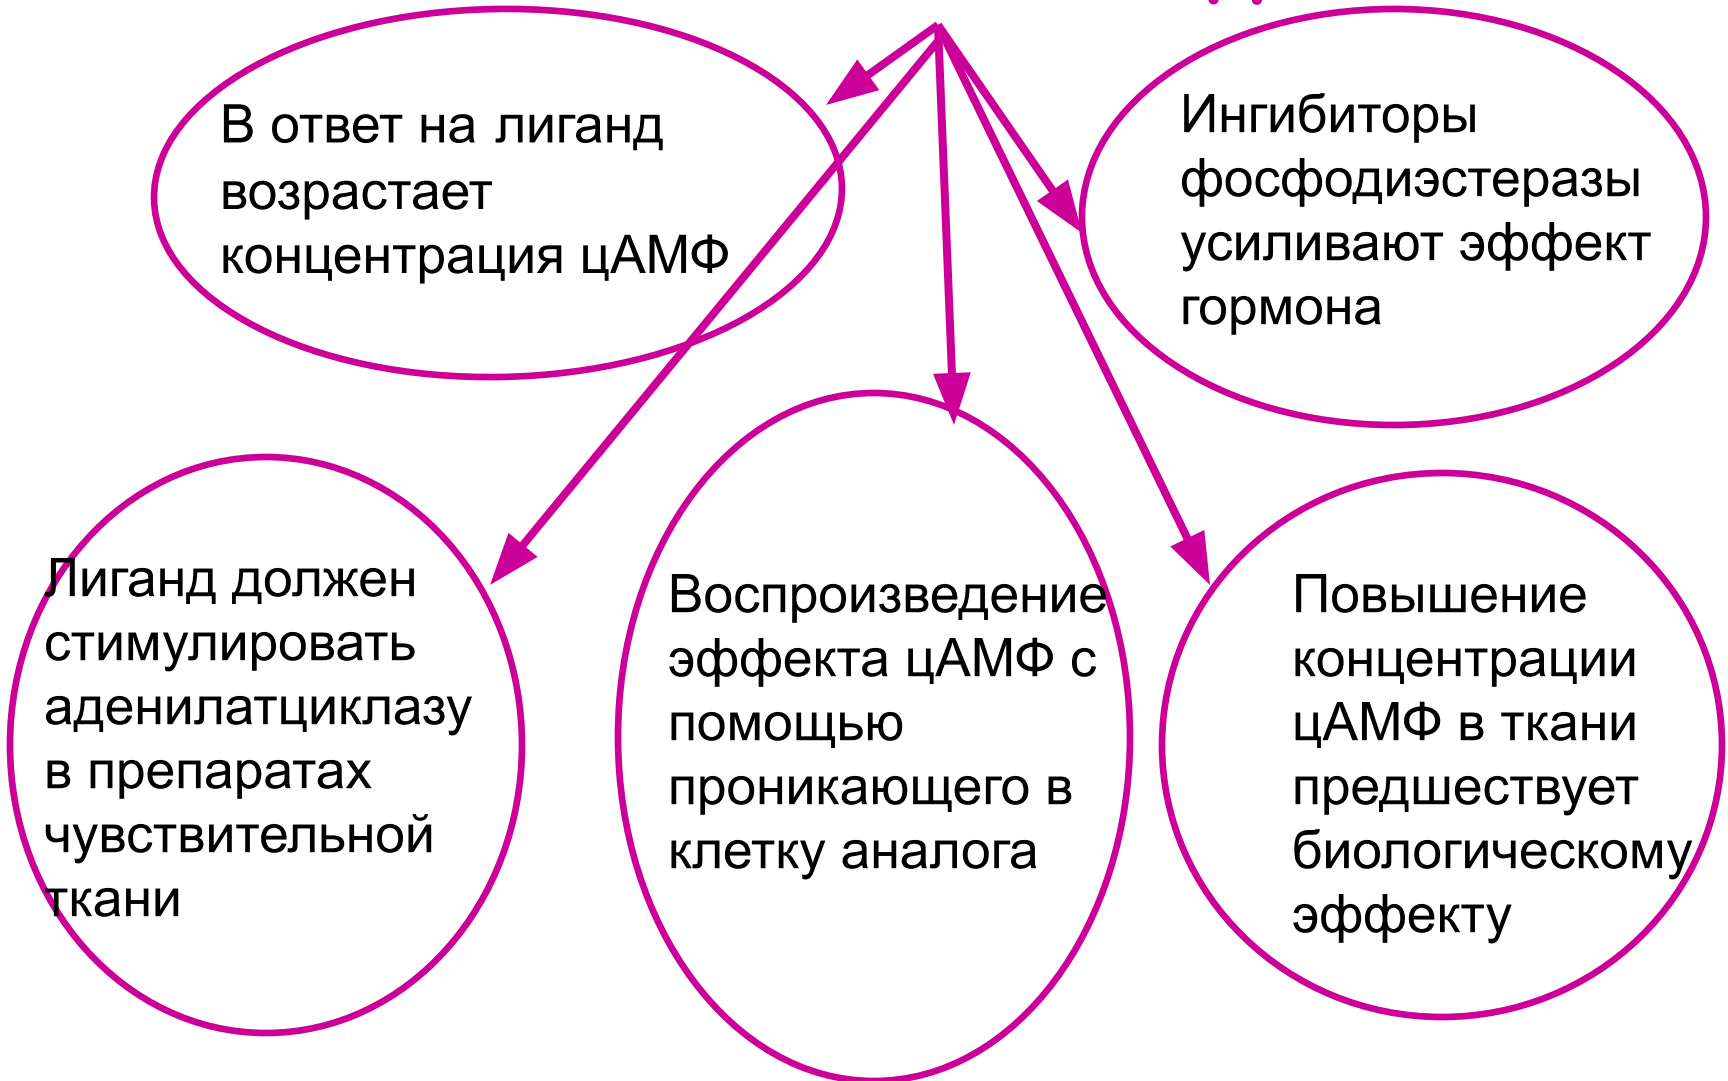 В ответ на лиганд
возрастает
концентрация цАМФ
Ингибиторы
фосфодиэстеразы
усиливают эффект
гормона
Лиганд должен
стимулировать
аденилатциклазу
в препаратах
чувствительной
ткани
Воспроизведение
эффекта цАМФ с
помощью
проникающего в
клетку аналога
Повышение
концентрации
цАМФ в ткани
предшествует
биологическому
эффекту